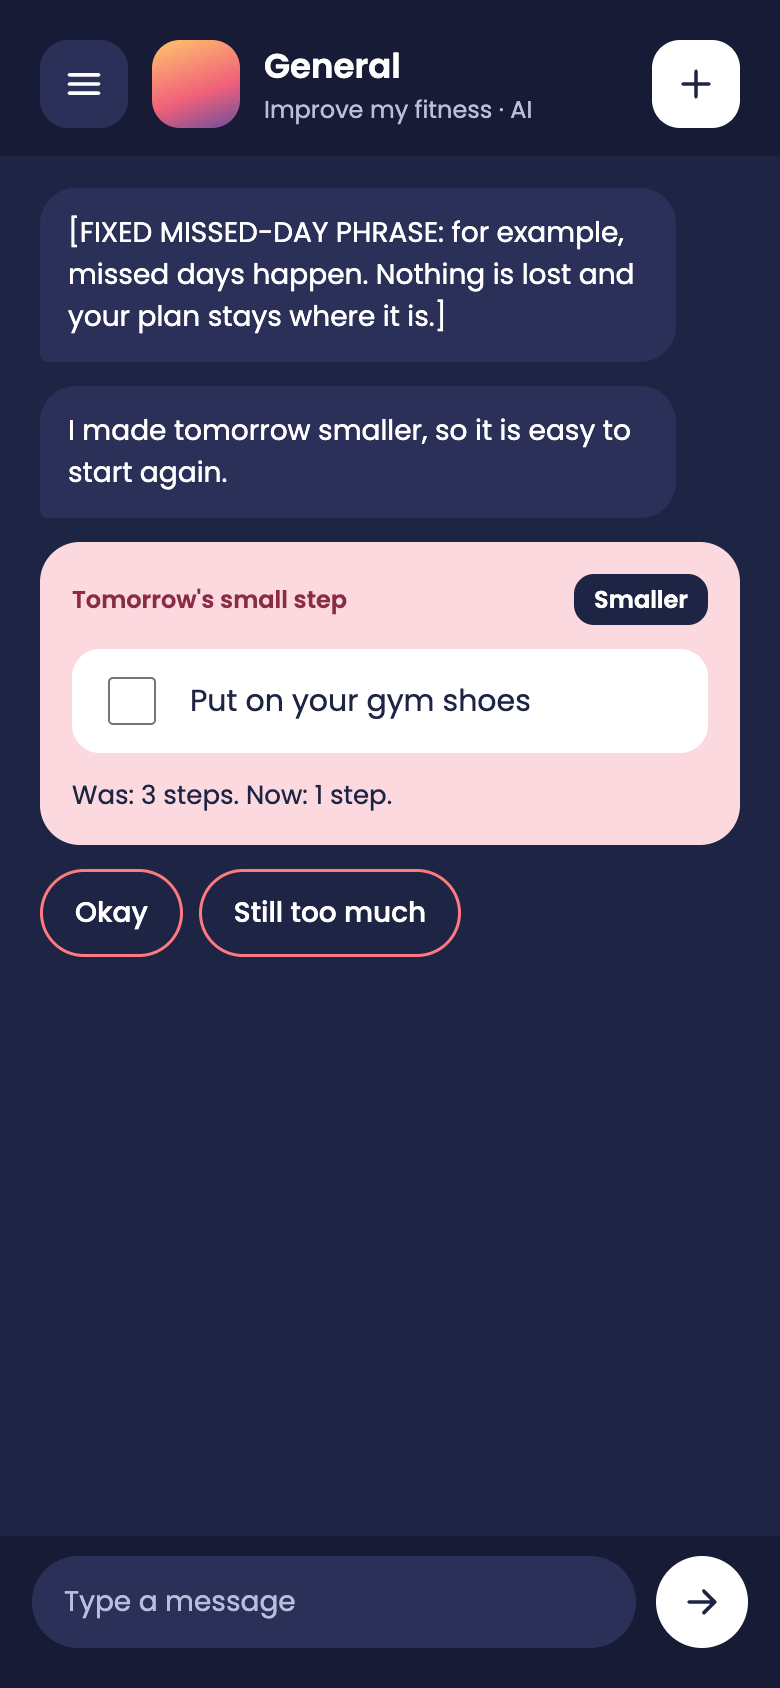 General
Improve my fitness · AI
[FIXED MISSED-DAY PHRASE: for example,
missed days happen. Nothing is lost and
your plan stays where it is.]
I made tomorrow smaller, so it is easy to
start again.
Tomorrow's small step
Smaller
Put on your gym shoes
Was: 3 steps. Now: 1 step.
Okay
Still too much
Type a message